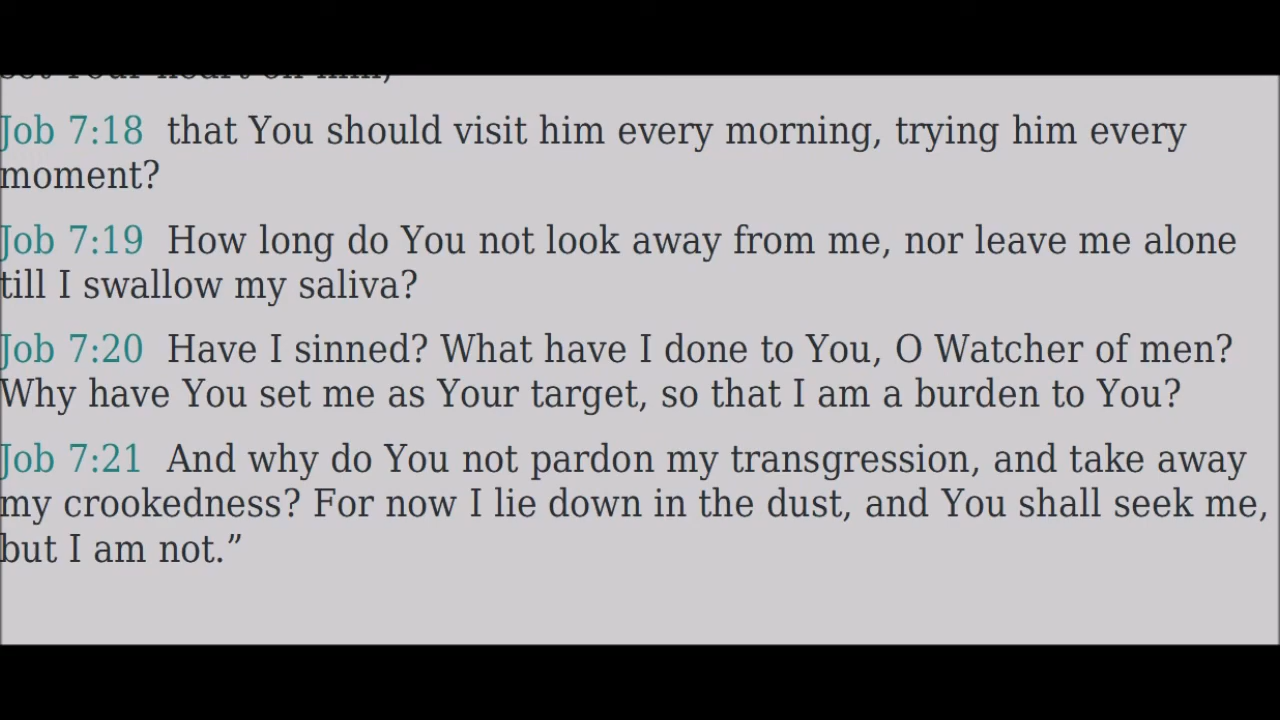 Job 7:18 that You should visit him every morning, trying him every
moment?
Job 7:19 How long do You not look away from me, nor leave me alone
till I swallow my saliva?
Job 7:20 Have I sinned? What have I done to You, O Watcher of men?
Why have You set me as Your target, so that I am a burden to You?
Job 7:21 And why do You not pardon my transgression, and take away
my crookedness? For now I lie down in the dust, and You shall seek me,
but I am not.”